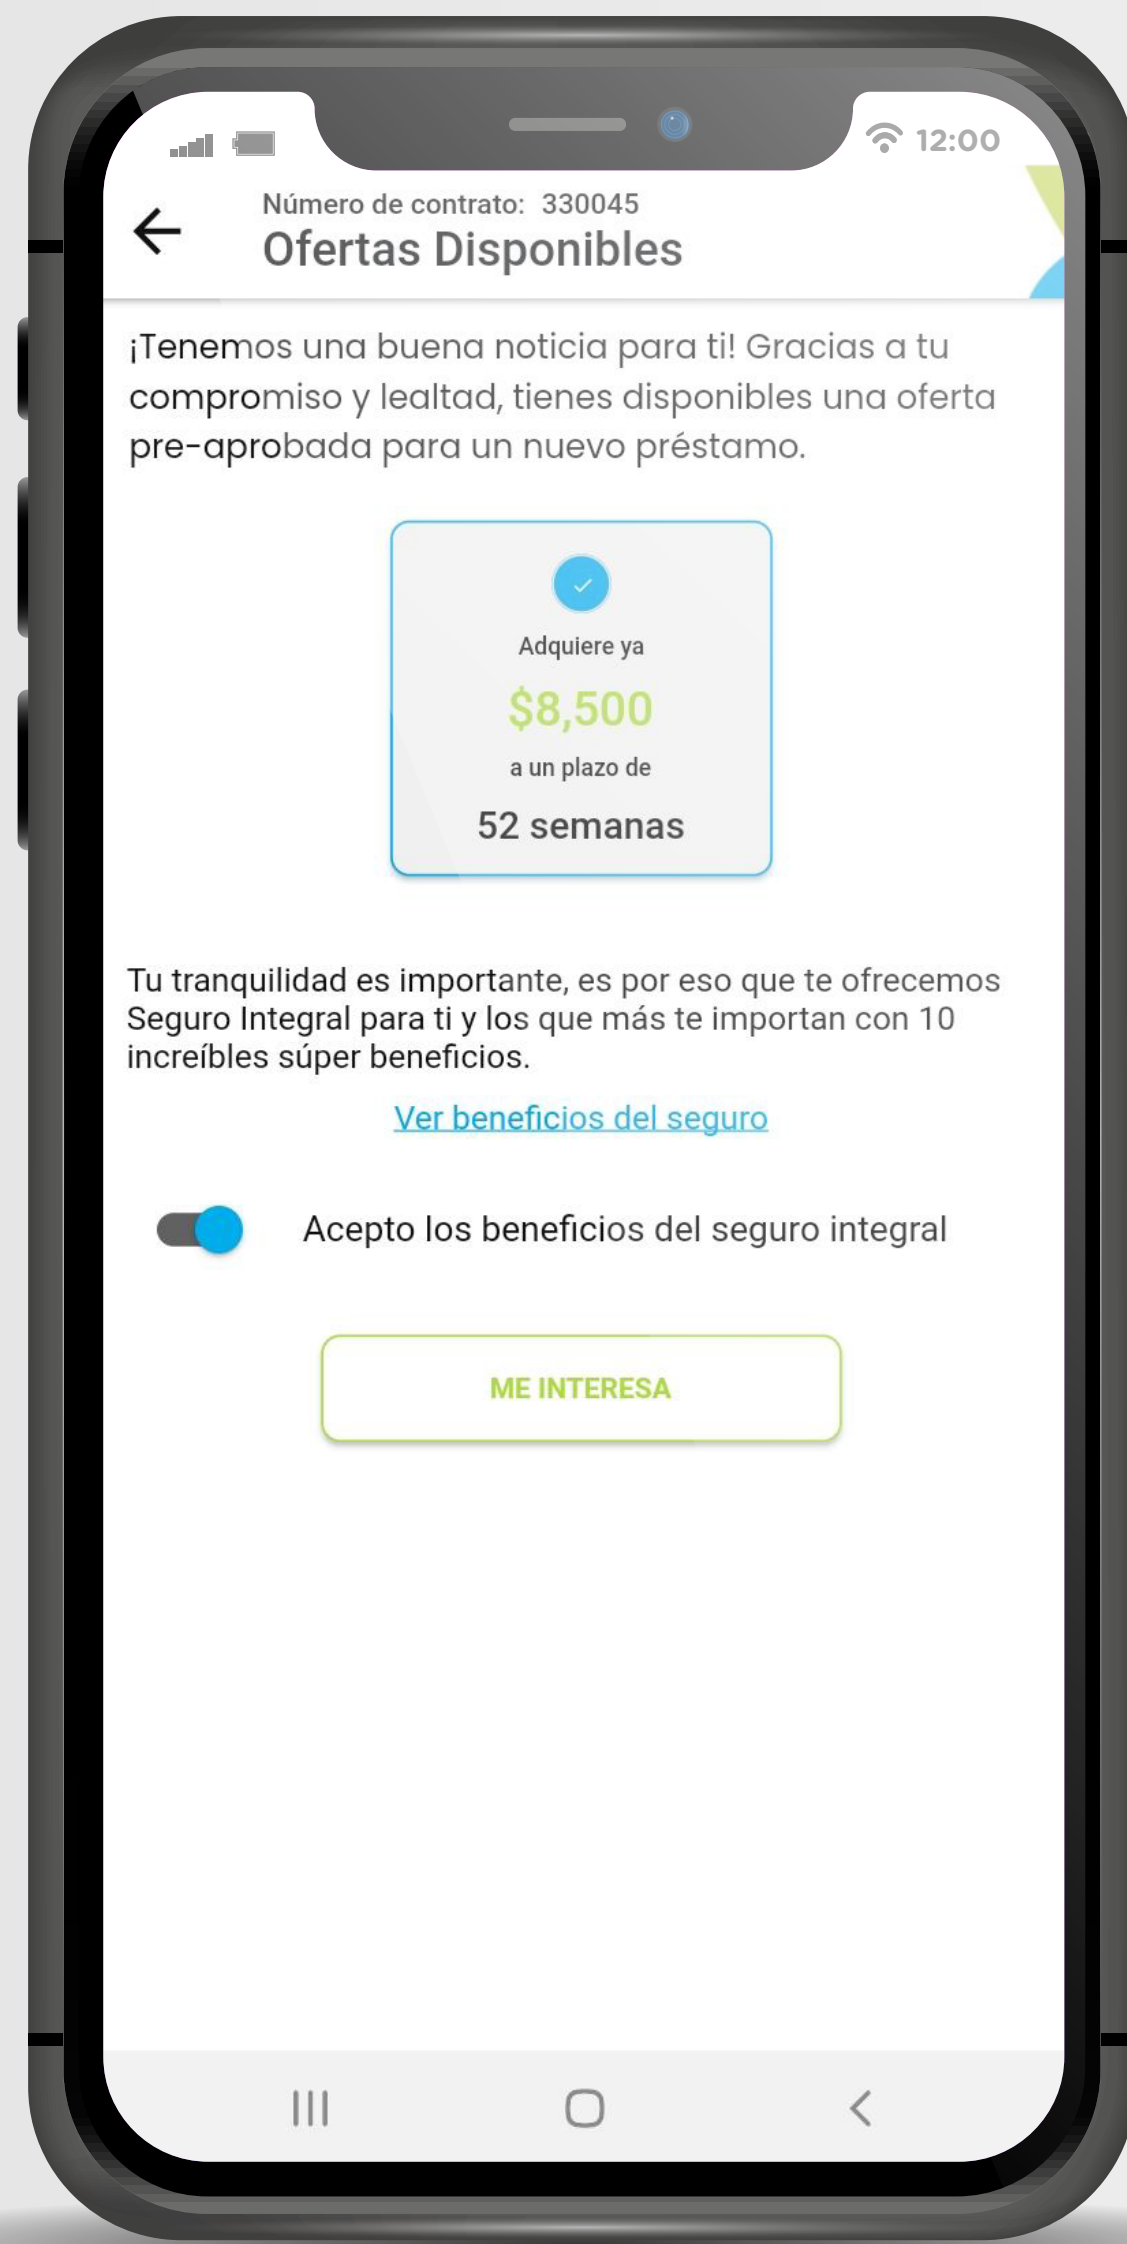 12:00
Número de contrato: 330045
Ofertas Disponibles
¡Tenemos una buena noticia para ti! Gracias a tu
compromiso y lealtad, tienes disponibles una oferta
pre-aprobada para un nuevo préstamo.
Adquiere ya
$8,500
a un plazo de
52 semanas
Tu tranquilidad es importante, es por eso que te ofrecemos
Seguro Integral para ti y los que más te importan con 10
increíbles súper beneficios.
Ver beneficios del seguro
Acepto los beneficios del seguro integral
ME INTERESA